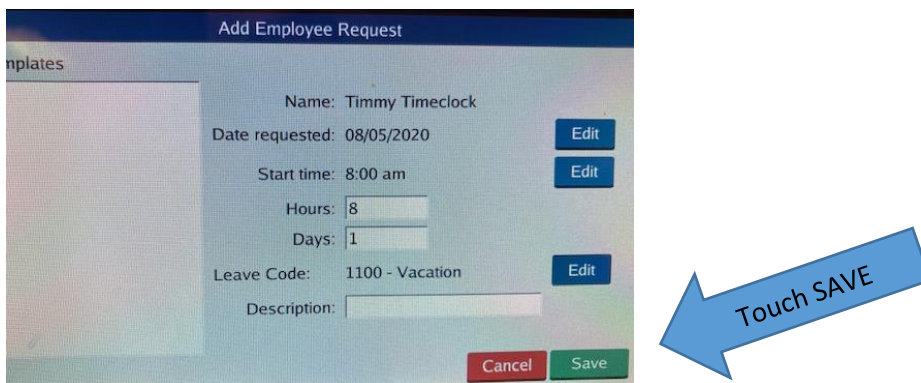 Add Employee Request
mplates
Name: Timmy Timeclock
Date requested: 08/05/2020 Edit
Start time: 8:00 am Edit
Hours: 8
Days: 1
Leave Code: 1100 - Vacation Edit
Description:
Touch SAVE
Cancel Save